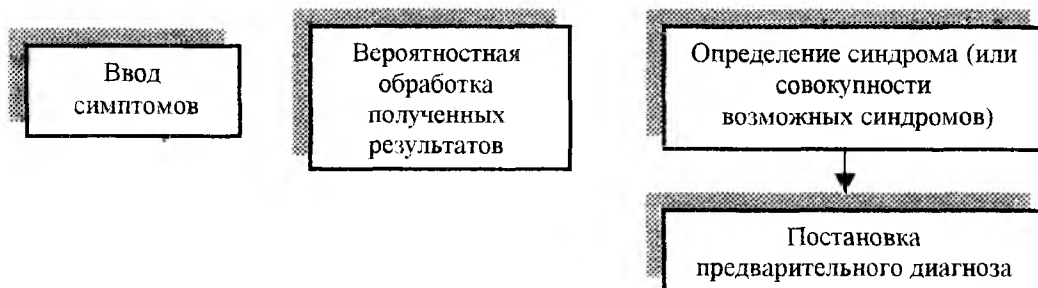 Ввод
симптомов
Вероятностная
обработка
полученных
результатов
Определение синдрома (или
совокупности
возможных синдромов)
Постановка
предварительного диагноза